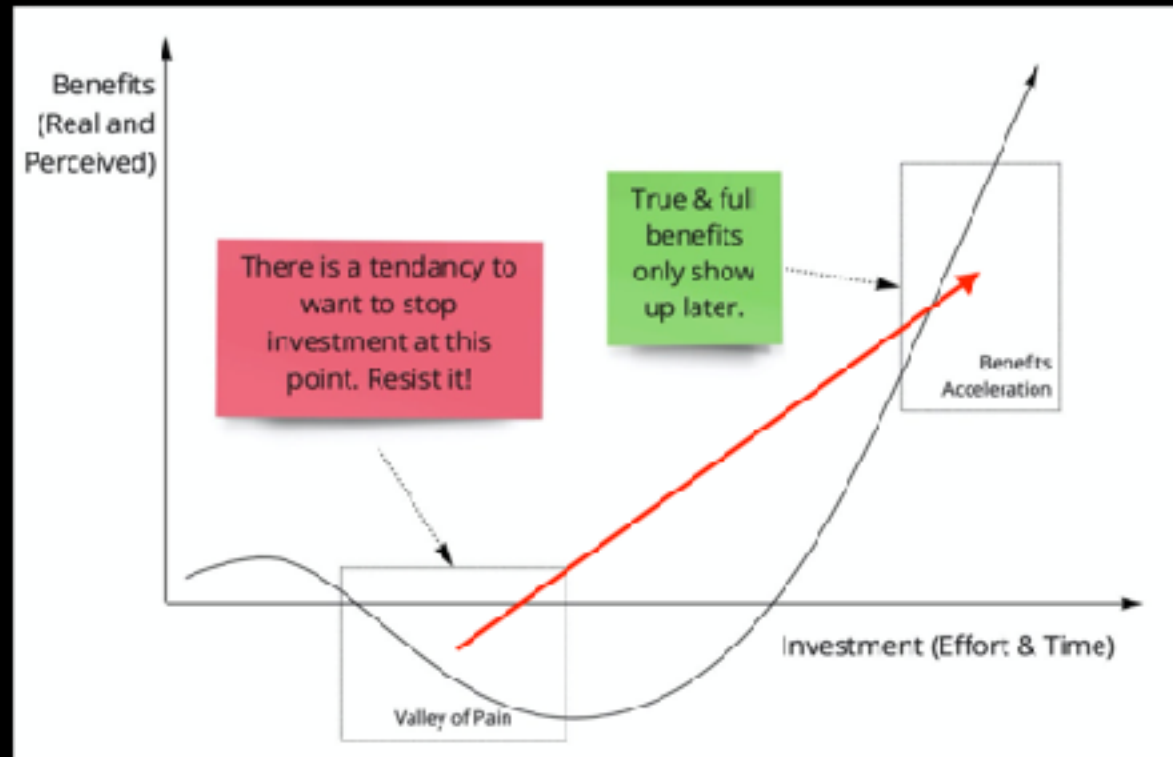 Benefits
(Real and
Perceived)
There is a tendancy to
want to stop
investment at this
point. Resist it!
True & full
benefits
only show
up later.
Benefits
Acceleration
Investment (Effort & Time)
Valley of Pain